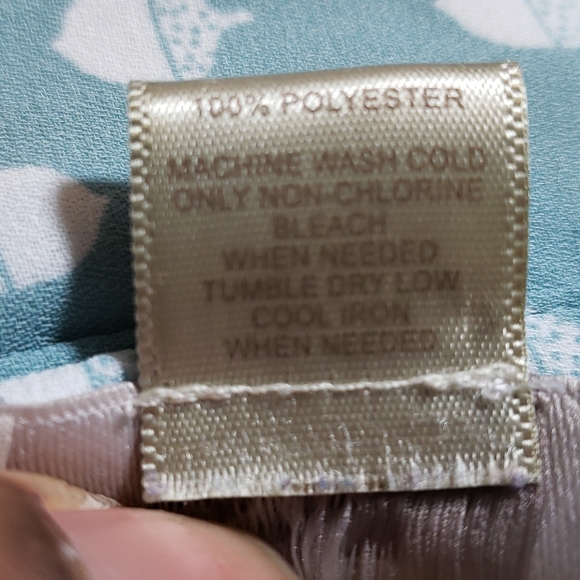 100% POLYESTER
MACHINE WASH COLD
ONLY NON-CHLORINE
BLEACH
WHEN NEEDED
TUMBLE DRY LOW
COOL IRON
WHEN NEEDED